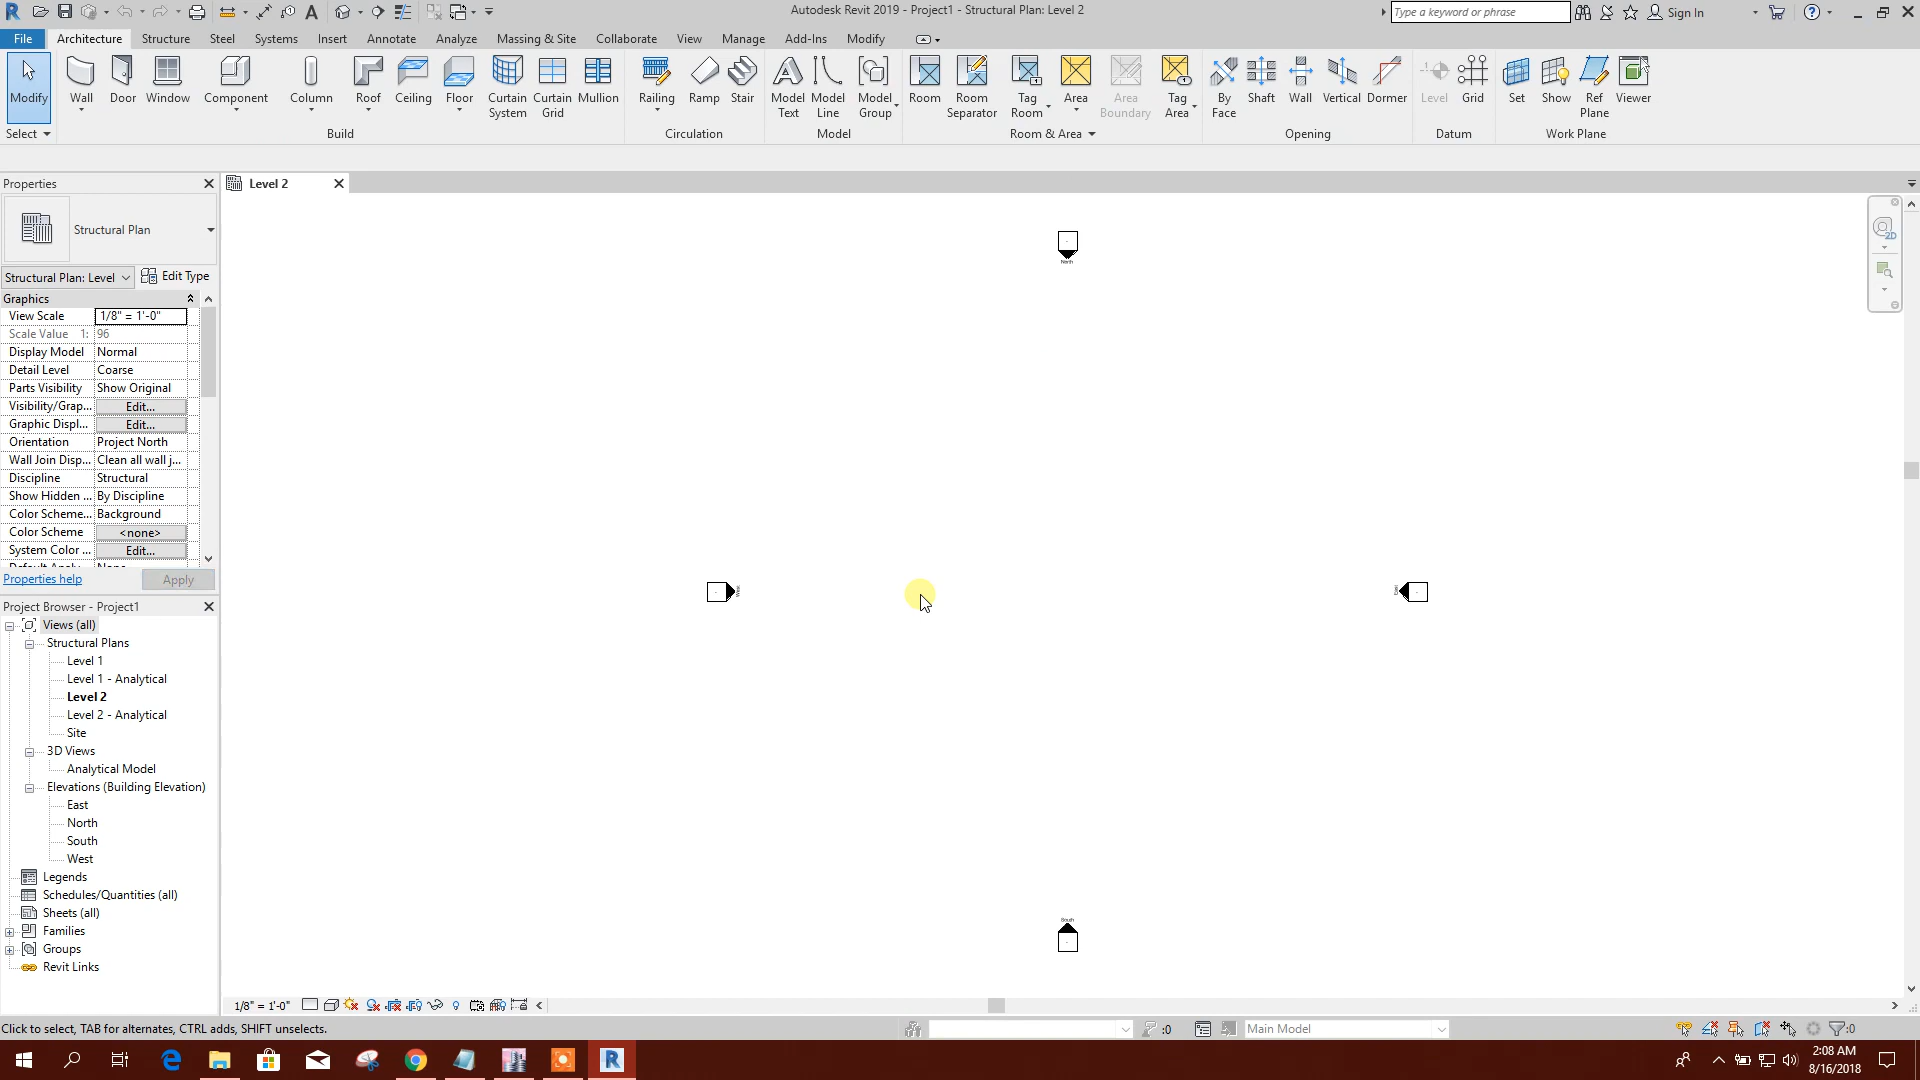 Autodesk Revit 2019 - Project1 - Structural Plan: Level 2
Type a keyword or phrase
Sign In
File Architecture Structure Steel Systems Insert Annotate Analyze Massing & Site Collaborate View Manage Add-Ins Modify
Modify
Wall
Door
Window
Component
Column
Roof
Ceiling
Floor
Curtain System
Curtain Grid
Mullion
Railing
Ramp
Stair
Model Text
Model Line
Model Group
Room
Room Separator
Tag Room
Area
Area Boundary
Tag Area
By Face
Shaft
Wall
Vertical
Dormer
Level
Grid
Set
Show
Ref Plane
Viewer
Select
Build
Circulation
Model
Room & Area
Opening
Datum
Work Plane
Properties
Level 2
Structural Plan
Structural Plan: Level
Edit Type
Graphics
View Scale 1/8" = 1'-0"
Scale Value 1: 96
Display Model Normal
Detail Level Coarse
Parts Visibility Show Original
Visibility/Grap... Edit...
Graphic Displ... Edit...
Orientation Project North
Wall Join Disp... Clean all wall j...
Discipline Structural
Show Hidden ... By Discipline
Color Scheme... Background
Color Scheme <none>
System Color ... Edit...
Properties help
Apply
Project Browser - Project1
Views (all)
Structural Plans
Level 1
Level 1 - Analytical
Level 2
Level 2 - Analytical
Site
3D Views
Analytical Model
Elevations (Building Elevation)
East
North
South
West
Legends
Schedules/Quantities (all)
Sheets (all)
Families
Groups
Revit Links
North
West
East
South
2D
1/8" = 1'-0"
Click to select, TAB for alternates, CTRL adds, SHIFT unselects.
:0
Main Model
:0
2:08 AM
8/16/2018